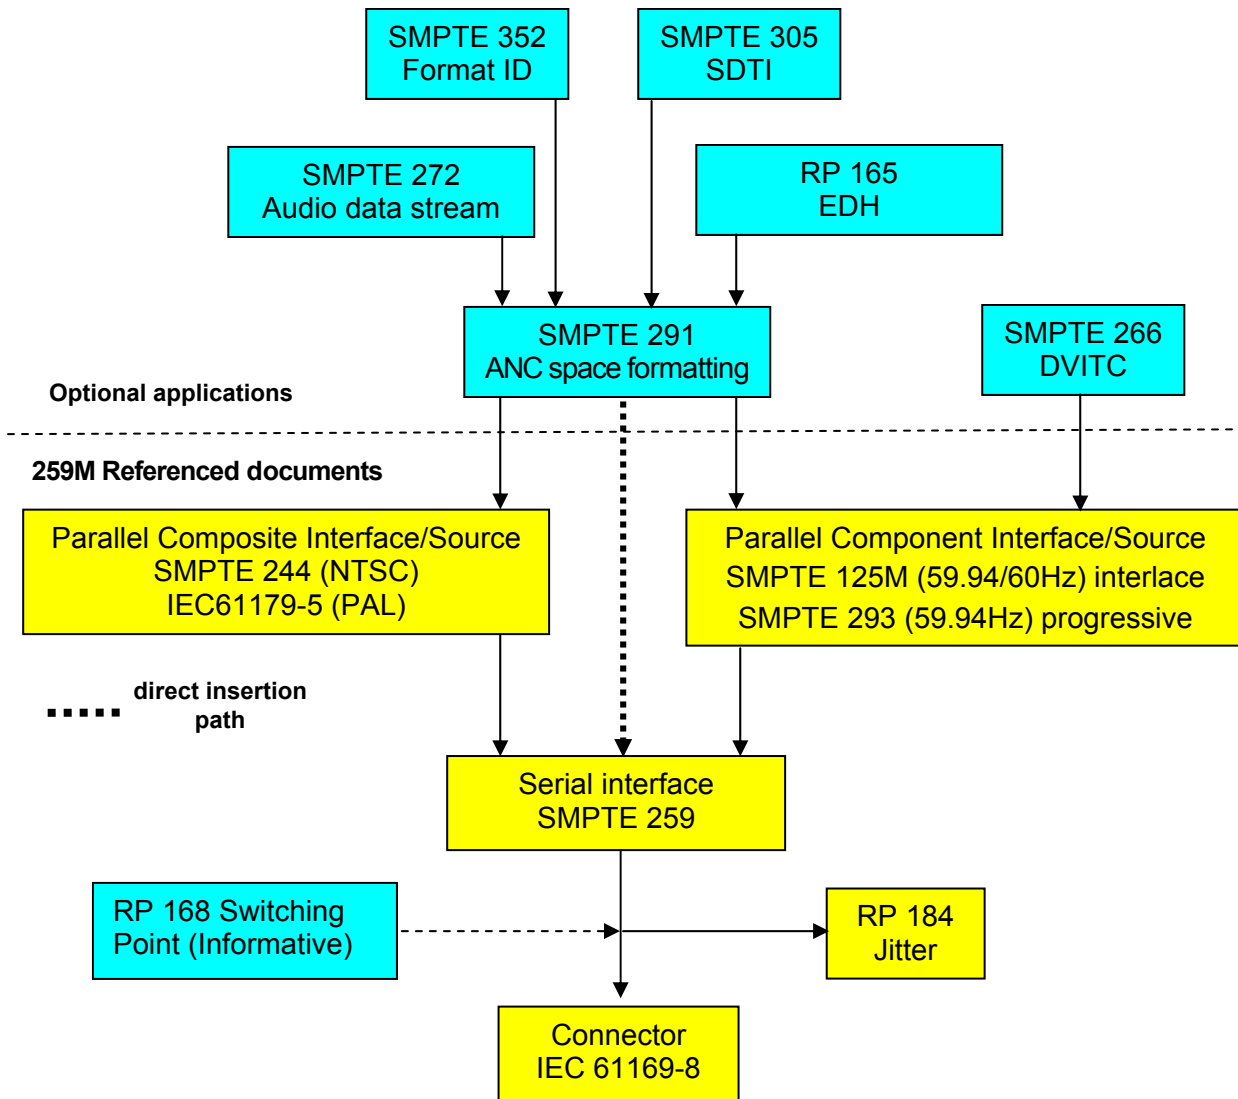 SMPTE 352
Format ID
SMPTE 305
SDTI
SMPTE 272
Audio data stream
RP 165
EDH
SMPTE 291
ANC space formatting
SMPTE 266
DVITC
Optional applications
259M Referenced documents
Parallel Composite Interface/Source
SMPTE 244 (NTSC)
IEC61179-5 (PAL)
Parallel Component Interface/Source
SMPTE 125M (59.94/60Hz) interlace
SMPTE 293 (59.94Hz) progressive
direct insertion
path
Serial interface
SMPTE 259
RP 168 Switching
Point (Informative)
RP 184
Jitter
Connector
IEC 61169-8